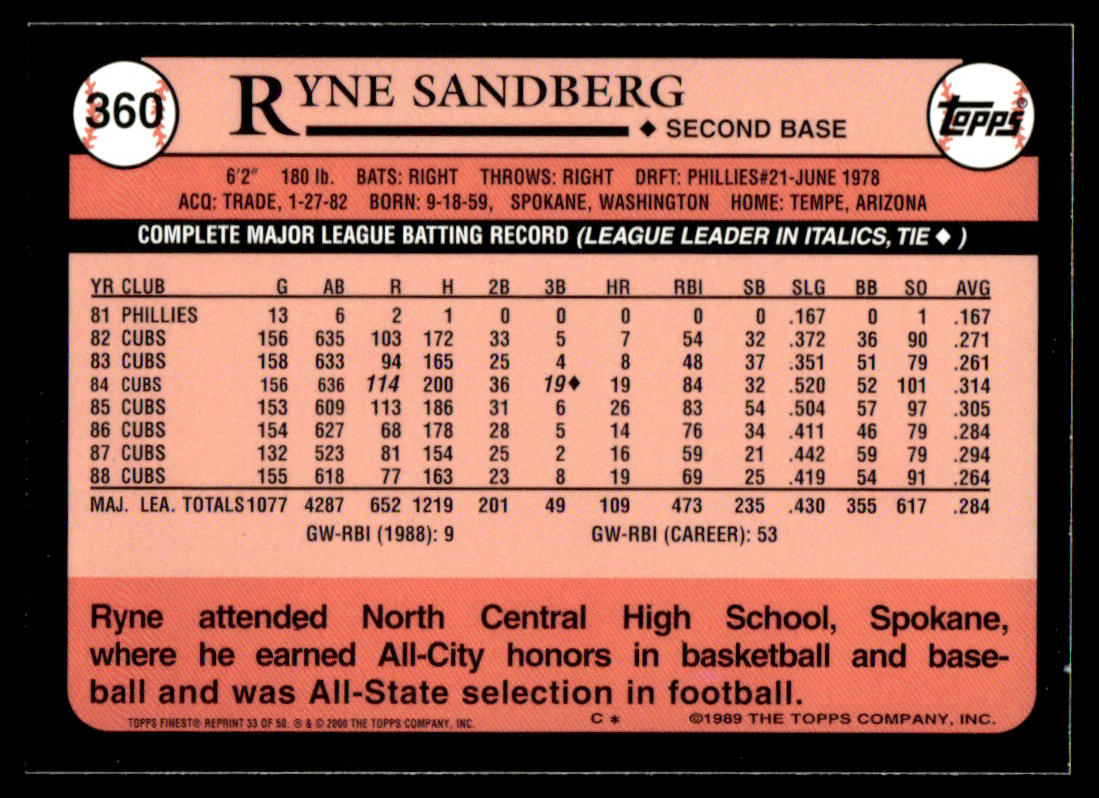 360
RYNE SANDBERG
◆ SECOND BASE
TOPPS®
6'2" 180 lb. BATS: RIGHT THROWS: RIGHT DRFT: PHILLIES#21-JUNE 1978
ACQ: TRADE, 1-27-82 BORN: 9-18-59, SPOKANE, WASHINGTON HOME: TEMPE, ARIZONA
COMPLETE MAJOR LEAGUE BATTING RECORD (LEAGUE LEADER IN ITALICS, TIE ◆ )
YR CLUB G AB R H 2B 3B HR RBI SB SLG BB SO AVG
81 PHILLIES 13 6 2 1 0 0 0 0 0 .167 0 1 .167
82 CUBS 156 635 103 172 33 5 7 54 32 .372 36 90 .271
83 CUBS 158 633 94 165 25 4 8 48 37 .351 51 79 .261
84 CUBS 156 636 114 200 36 19◆ 19 84 32 .520 52 101 .314
85 CUBS 153 609 113 186 31 6 26 83 54 .504 57 97 .305
86 CUBS 154 627 68 178 28 5 14 76 34 .411 46 79 .284
87 CUBS 132 523 81 154 25 2 16 59 21 .442 59 79 .294
88 CUBS 155 618 77 163 23 8 19 69 25 .419 54 91 .264
MAJ. LEA. TOTALS 1077 4287 652 1219 201 49 109 473 235 .430 355 617 .284
GW-RBI (1988): 9 GW-RBI (CAREER): 53
Ryne attended North Central High School, Spokane,
where he earned All-City honors in basketball and base-
ball and was All-State selection in football.
TOPPS FINEST® REPRINT 33 OF 50. ® & © 2000 THE TOPPS COMPANY, INC. C * ©1989 THE TOPPS COMPANY, INC.